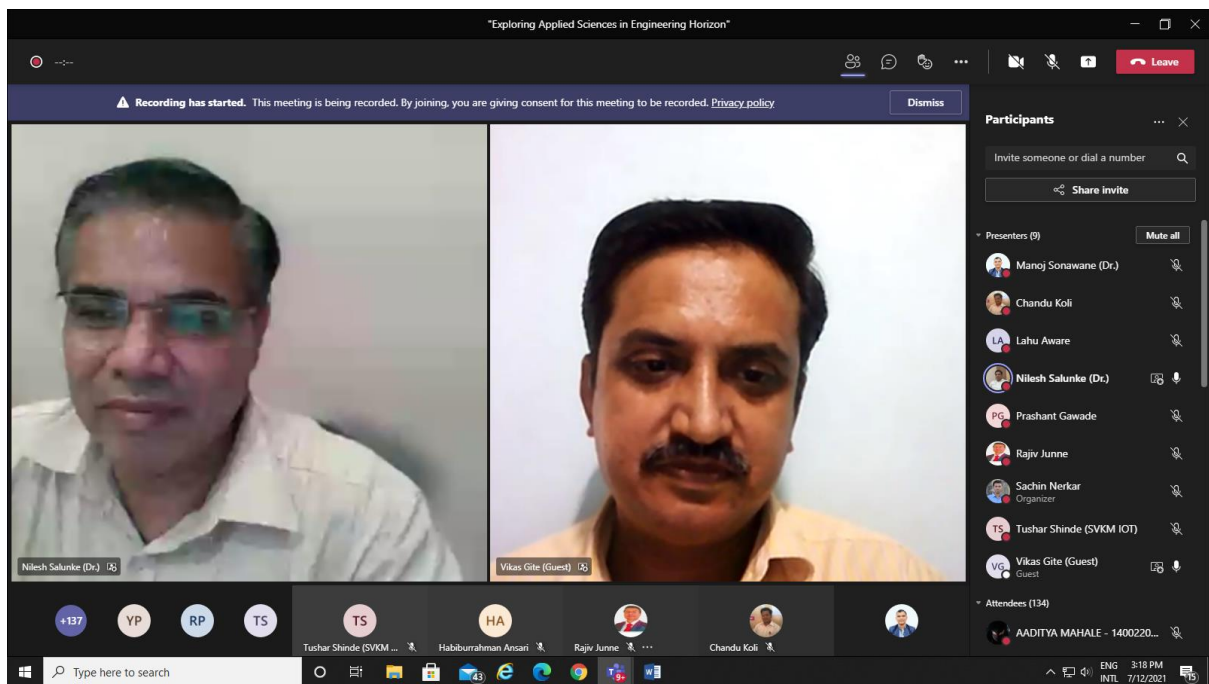 "Exploring Applied Sciences in Engineering Horizon"
--:--
Leave
Recording has started. This meeting is being recorded. By joining, you are giving consent for this meeting to be recorded. Privacy policy
Dismiss
Participants
Invite someone or dial a number
Share invite
Presenters (9)
Mute all
Manoj Sonawane (Dr.)
Chandu Koli
LA
Lahu Aware
Nilesh Salunke (Dr.)
PG
Prashant Gawade
Rajiv Junne
Sachin Nerkar
Organizer
TS
Tushar Shinde (SVKM IOT)
VG
Vikas Gite (Guest)
Guest
Attendees (134)
AADITYA MAHALE - 1400220...
Nilesh Salunke (Dr.)
Vikas Gite (Guest)
+137
YP
RP
TS
TS
Tushar Shinde (SVKM ...
HA
Habiburrahman Ansari
Rajiv Junne
...
Chandu Koli
Type here to search
43
9+
ENG
INTL
3:18 PM
7/12/2021
15